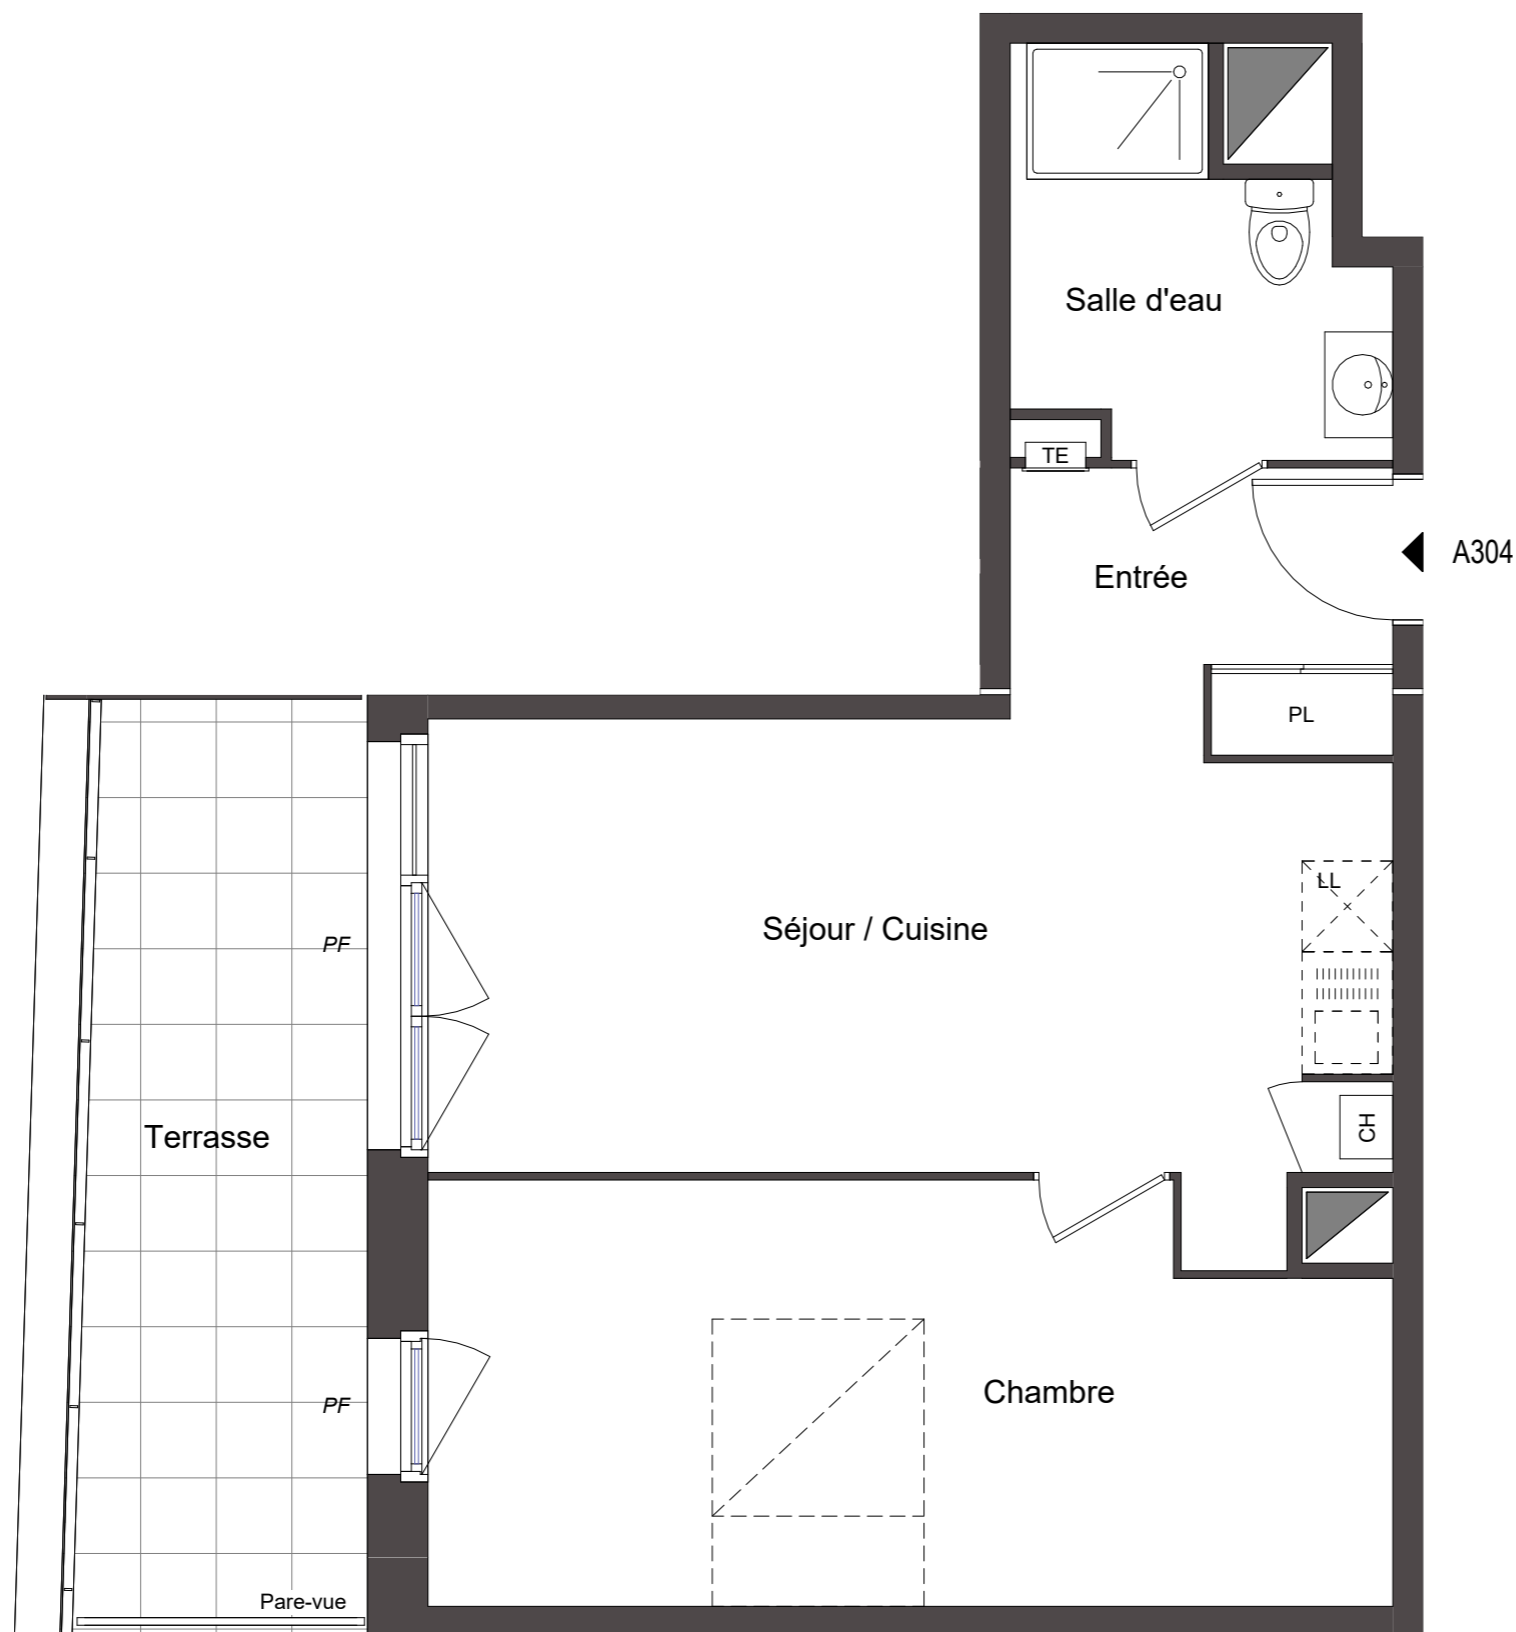 Salle d'eau
TE
A304
Entrée
PL
LL
Séjour / Cuisine
PF
CH
Terrasse
Chambre
PF
Pare-vue